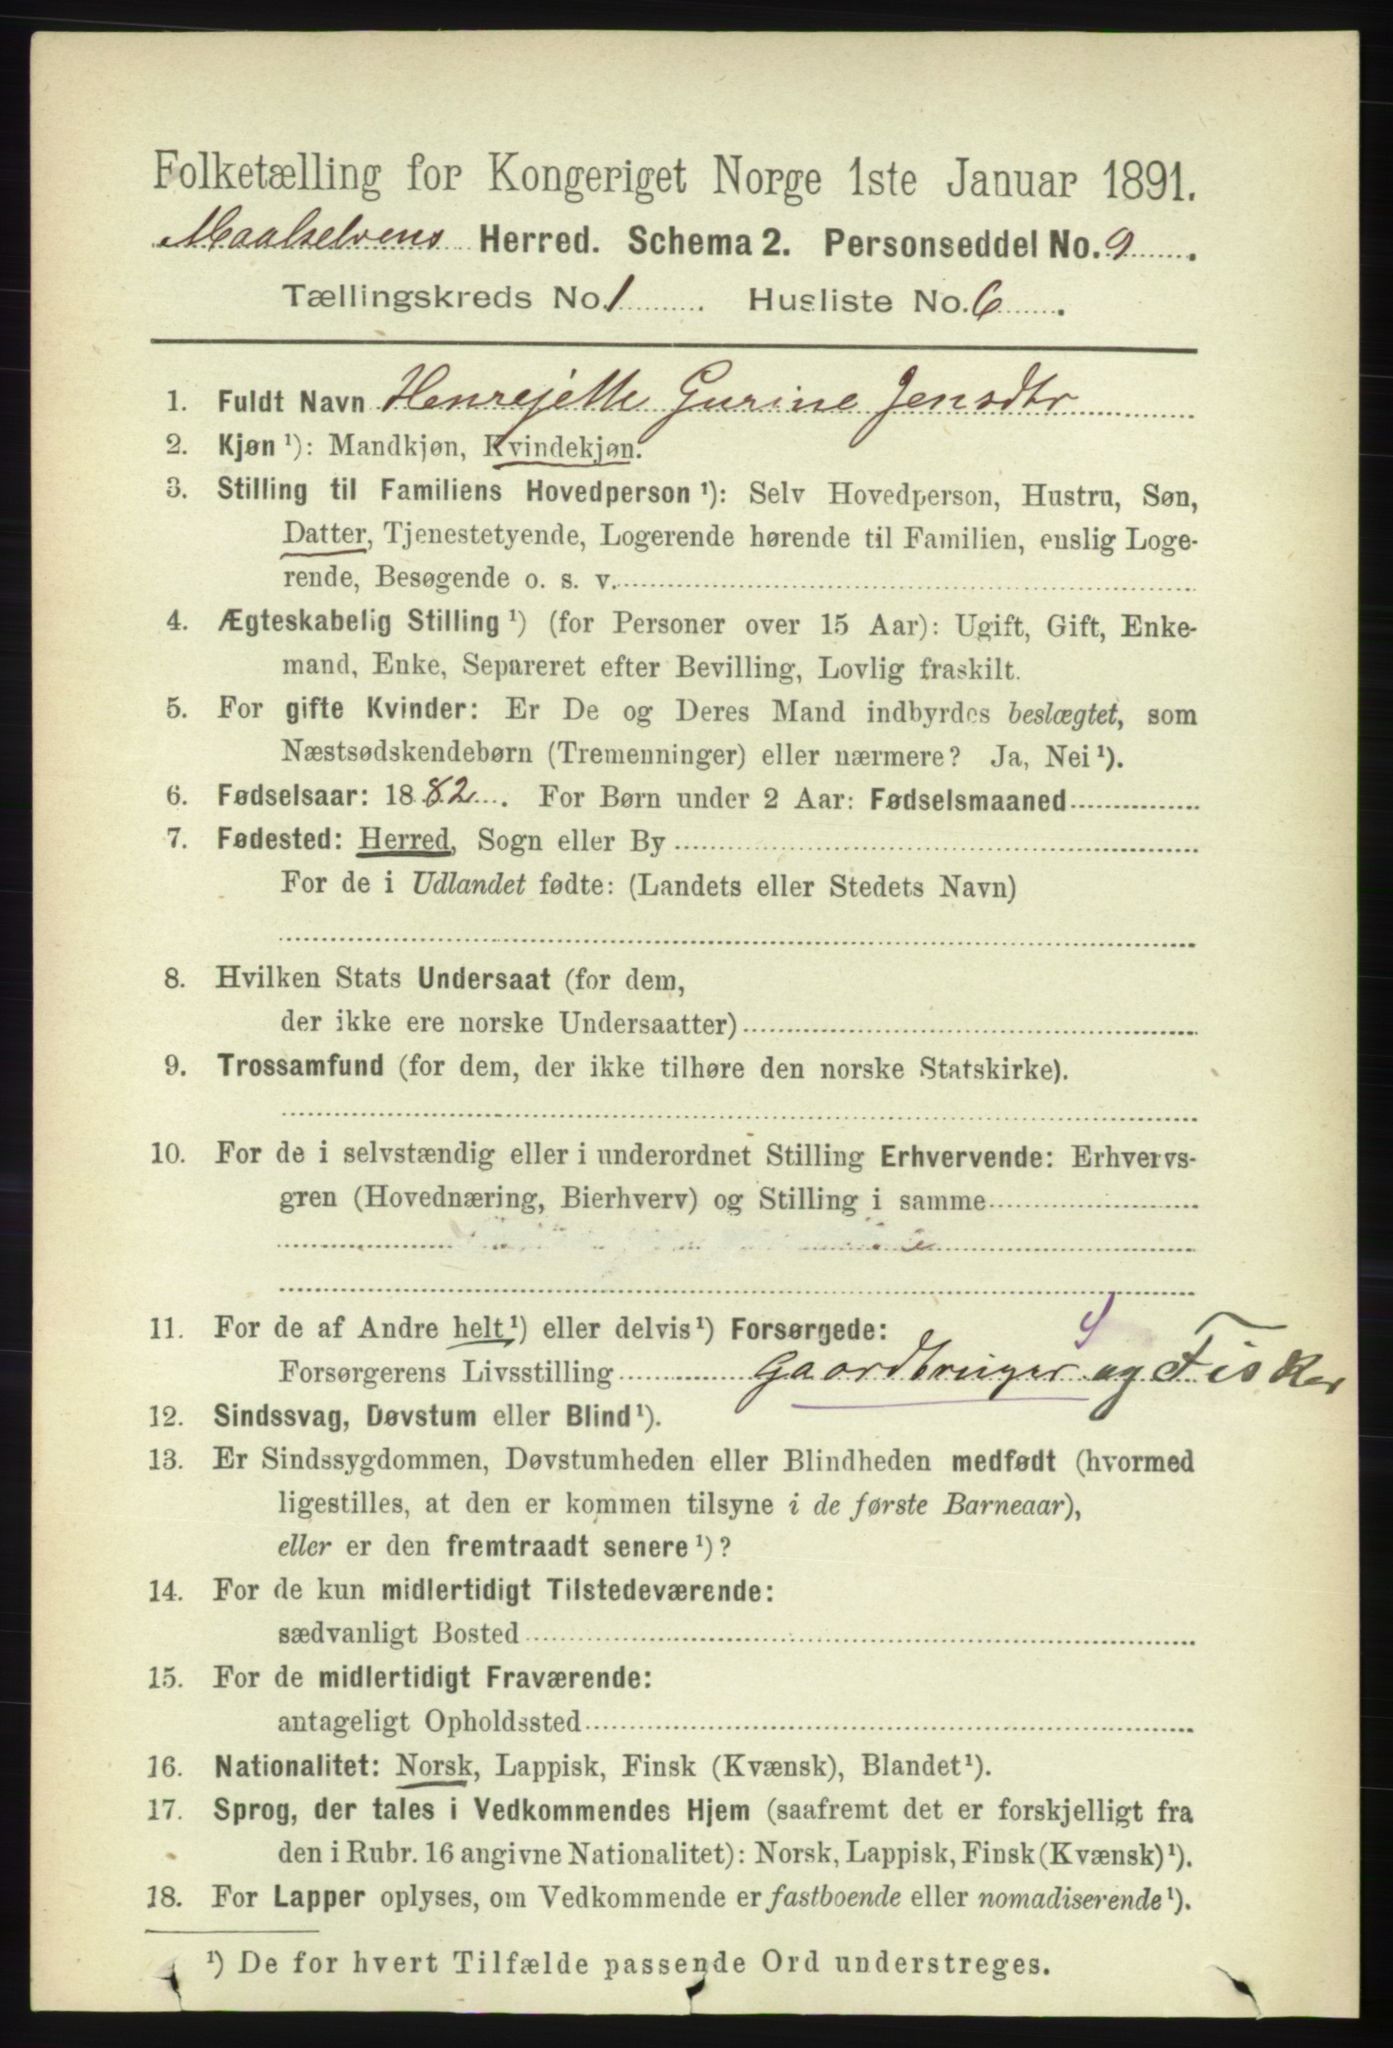 Folketælling for Kongeriget Norge 1ste Januar 1891.
Maalselvens Herred. Schema 2. Personseddel No. 9.
Tællingskreds No. 1. Husliste No. 6.
1. Fuldt Navn Henrejette Gurine Jensdtr
2. Kjøn ¹): Mandkjøn, Kvindekjøn.
3. Stilling til Familiens Hovedperson ¹): Selv Hovedperson, Hustru, Søn,
Datter, Tjenestetyende, Logerende hørende til Familien, enslig Loge-
rende, Besøgende o. s. v.
4. Ægteskabelig Stilling ¹) (for Personer over 15 Aar): Ugift, Gift, Enke-
mand, Enke, Separeret efter Bevilling, Lovlig fraskilt.
5. For gifte Kvinder: Er De og Deres Mand indbyrdes beslægtet, som
Næstsødskendebørn (Tremenninger) eller nærmere? Ja, Nei ¹).
6. Fødselsaar: 1882. For Børn under 2 Aar: Fødselsmaaned
7. Fødested: Herred, Sogn eller By
For de i Udlandet fødte: (Landets eller Stedets Navn)
8. Hvilken Stats Undersaat (for dem,
der ikke ere norske Undersaatter)
9. Trossamfund (for dem, der ikke tilhøre den norske Statskirke).
10. For de i selvstændig eller i underordnet Stilling Erhvervende: Erhvervs-
gren (Hovednæring, Bierhverv) og Stilling i samme
11. For de af Andre helt ¹) eller delvis ¹) Forsørgede:
Forsørgerens Livsstilling Gaardbruger og Fisker
12. Sindssvag, Døvstum eller Blind ¹).
13. Er Sindssygdommen, Døvstumheden eller Blindheden medfødt (hvormed
ligestilles, at den er kommen tilsyne i de første Barneaar),
eller er den fremtraadt senere ¹)?
14. For de kun midlertidigt Tilstedeværende:
sædvanligt Bosted
15. For de midlertidigt Fraværende:
antageligt Opholdssted
16. Nationalitet: Norsk, Lappisk, Finsk (Kvænsk), Blandet ¹).
17. Sprog, der tales i Vedkommendes Hjem (saafremt det er forskjelligt fra
den i Rubr. 16 angivne Nationalitet): Norsk, Lappisk, Finsk (Kvænsk) ¹).
18. For Lapper oplyses, om Vedkommende er fastboende eller nomadiserende ¹).
¹) De for hvert Tilfælde passende Ord understreges.